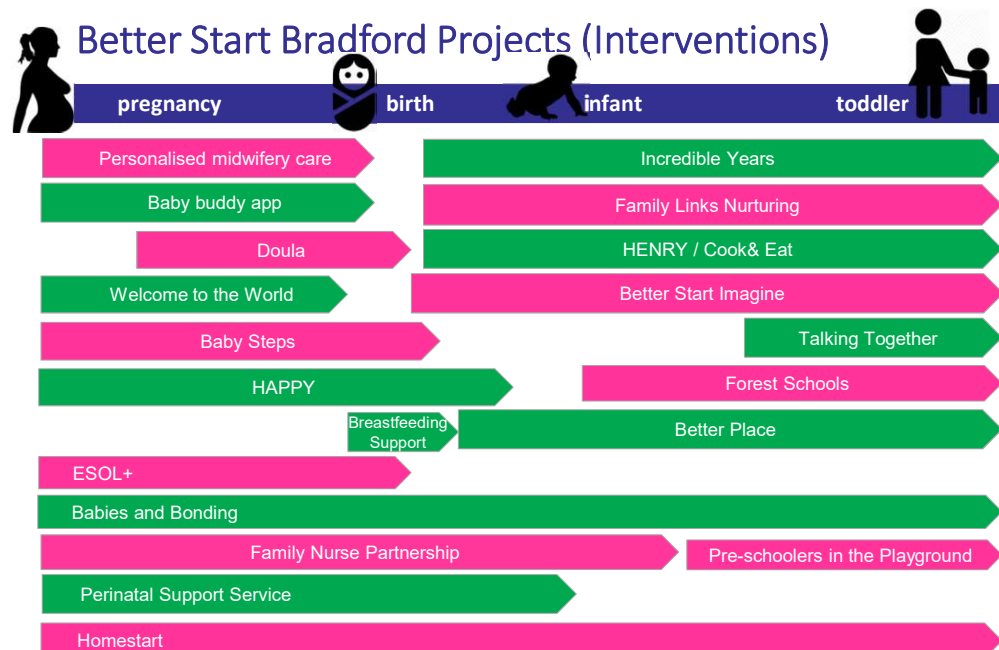 Better Start Bradford Projects (Interventions)
pregnancy birth infant toddler
Personalised midwifery care
Incredible Years
Baby buddy app
Family Links Nurturing
Doula
HENRY / Cook& Eat
Welcome to the World
Better Start Imagine
Baby Steps
Talking Together
HAPPY
Forest Schools
Breastfeeding
Support
Better Place
ESOL+
Babies and Bonding
Family Nurse Partnership
Pre-schoolers in the Playground
Perinatal Support Service
Homestart